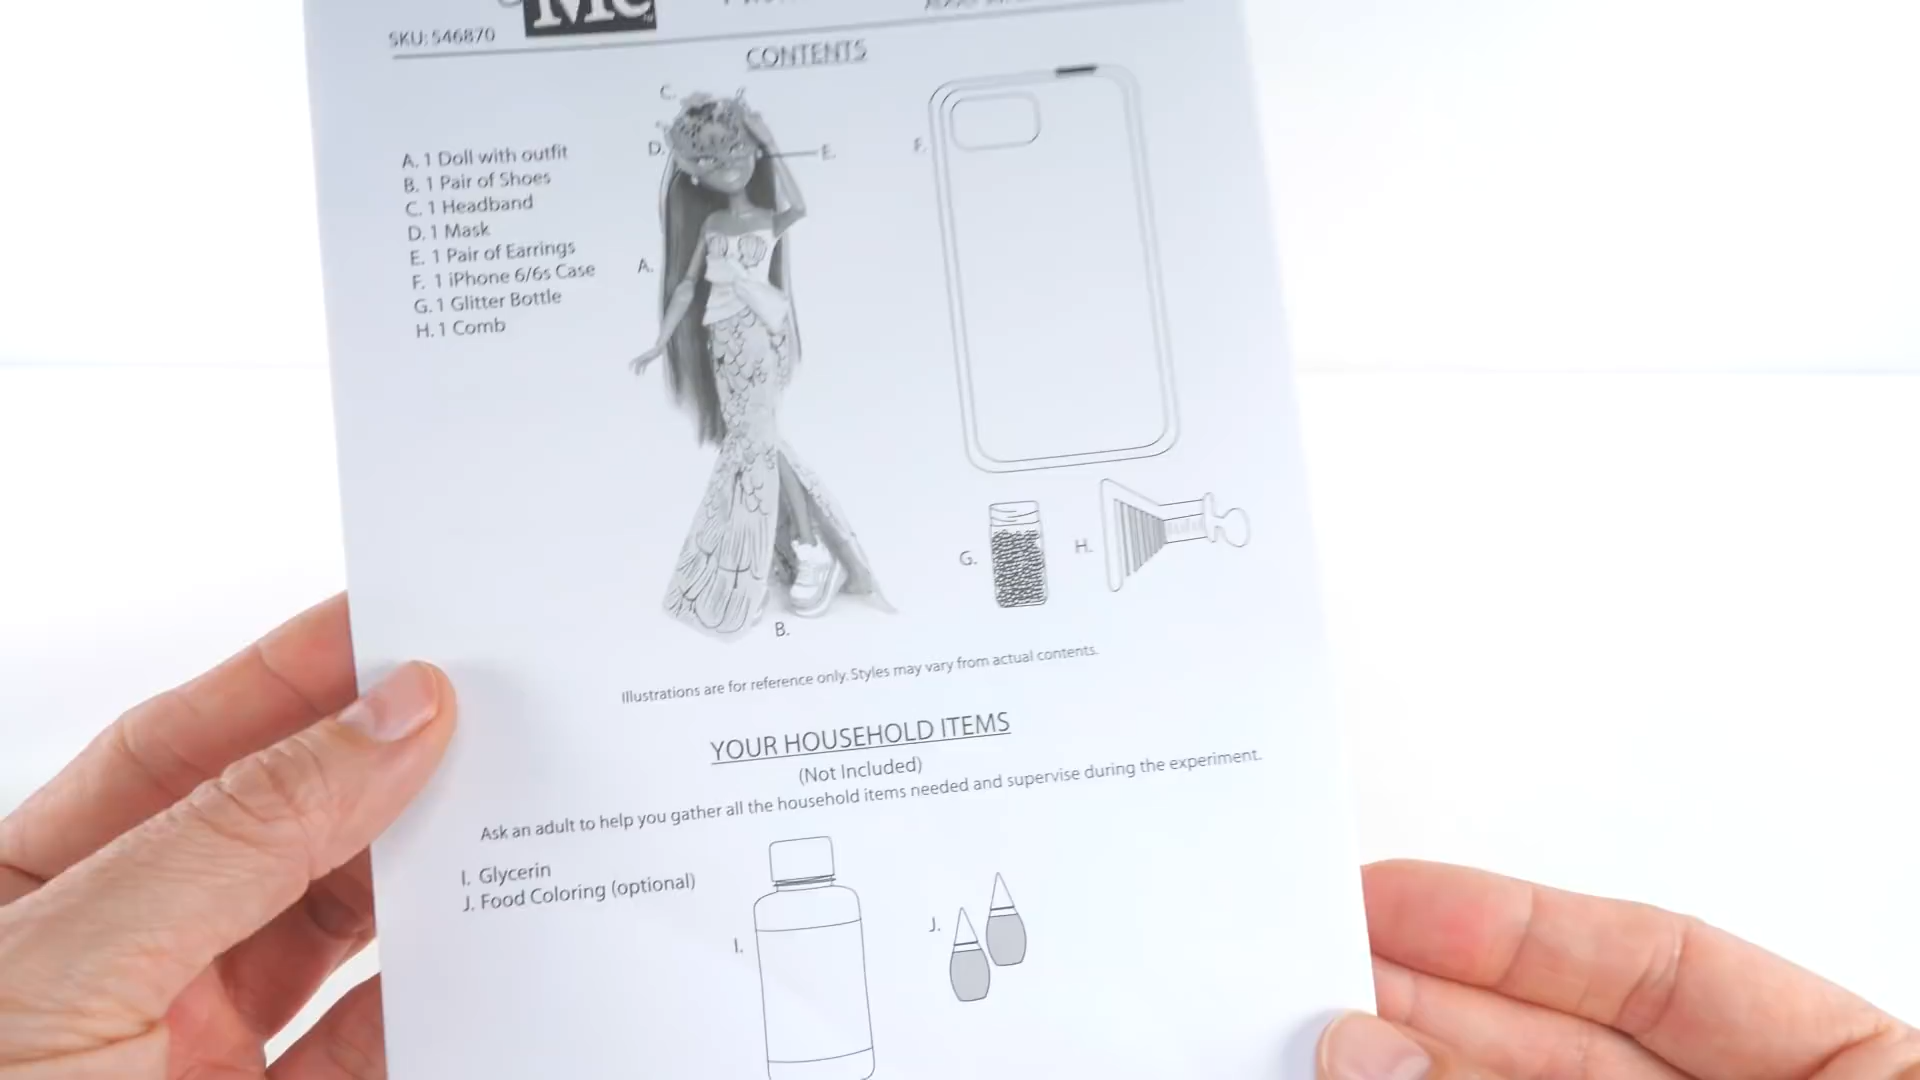 SKU: 546870
Me
CONTENTS
A. 1 Doll with outfit
B. 1 Pair of Shoes
C. 1 Headband
D. 1 Mask
E. 1 Pair of Earrings
F. 1 iPhone 6/6s Case
G. 1 Glitter Bottle
H. 1 Comb
C.
D.
E.
F.
A.
G.
H.
B.
Illustrations are for reference only. Styles may vary from actual contents.
YOUR HOUSEHOLD ITEMS
(Not Included)
Ask an adult to help you gather all the household items needed and supervise during the experiment.
I. Glycerin
J. Food Coloring (optional)
I.
J.